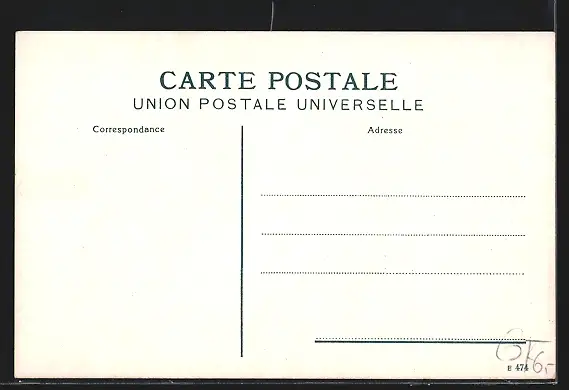 CARTE POSTALE
UNION POSTALE UNIVERSELLE
Correspondance
Adresse
E 474